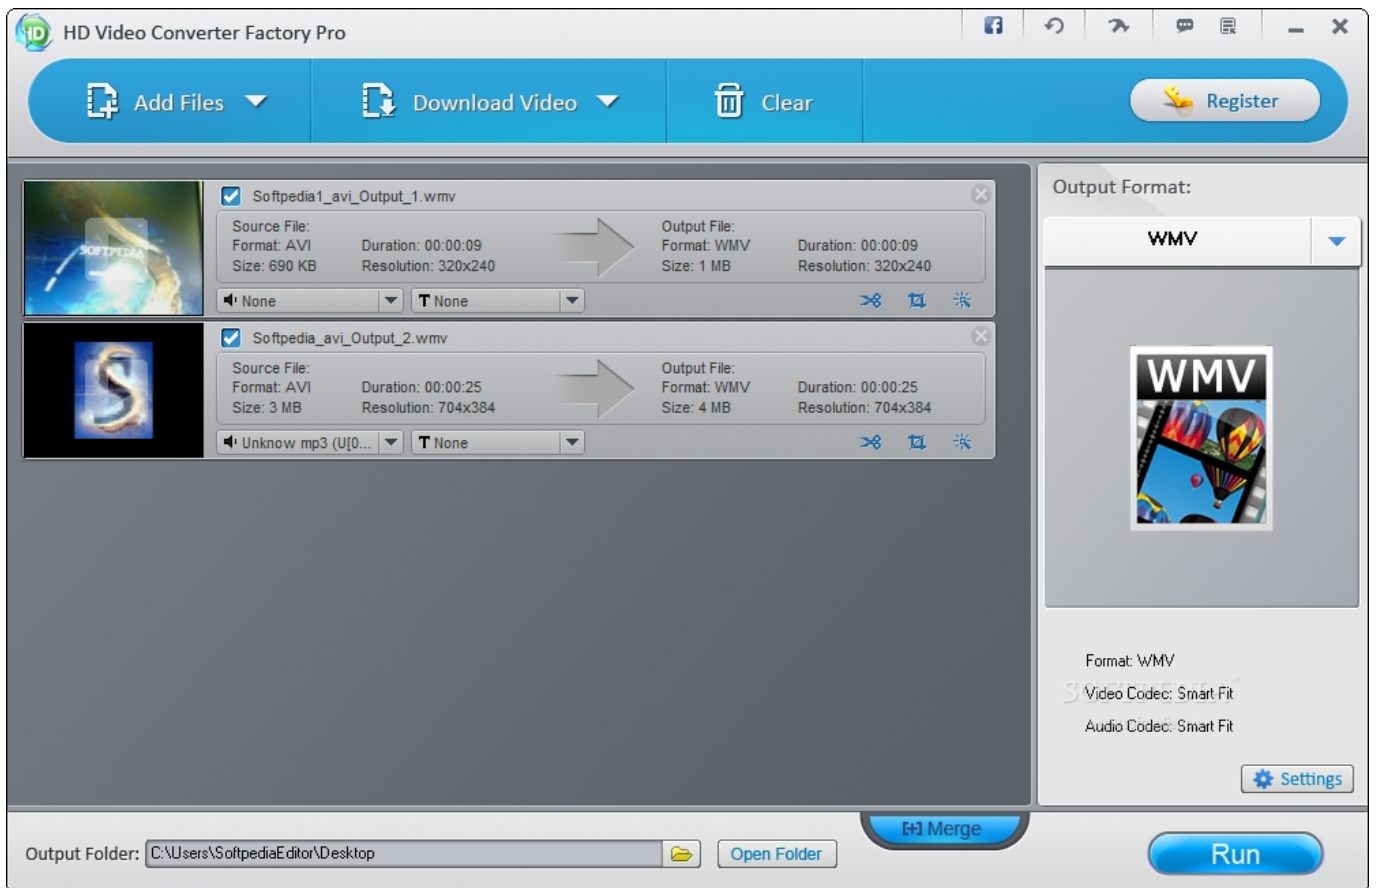 HD Video Converter Factory Pro
Add Files
Download Video
Clear
Register
Softpedia1_avi_Output_1.wmv
Source File:
Format: AVI
Duration: 00:00:09
Size: 690 KB
Resolution: 320x240
Output File:
Format: WMV
Duration: 00:00:09
Size: 1 MB
Resolution: 320x240
None
T None
SOFTPEDIA
Softpedia_avi_Output_2.wmv
Source File:
Format: AVI
Duration: 00:00:25
Size: 3 MB
Resolution: 704x384
Output File:
Format: WMV
Duration: 00:00:25
Size: 4 MB
Resolution: 704x384
Unknow mp3 (U[0...
T None
S
Output Format:
WMV
WMV
Format: WMV
SOFTPEDIA
Video Codec: Smart Fit
Audio Codec: Smart Fit
Settings
[+] Merge
Output Folder:
C:\Users\SoftpediaEditor\Desktop
Open Folder
Run